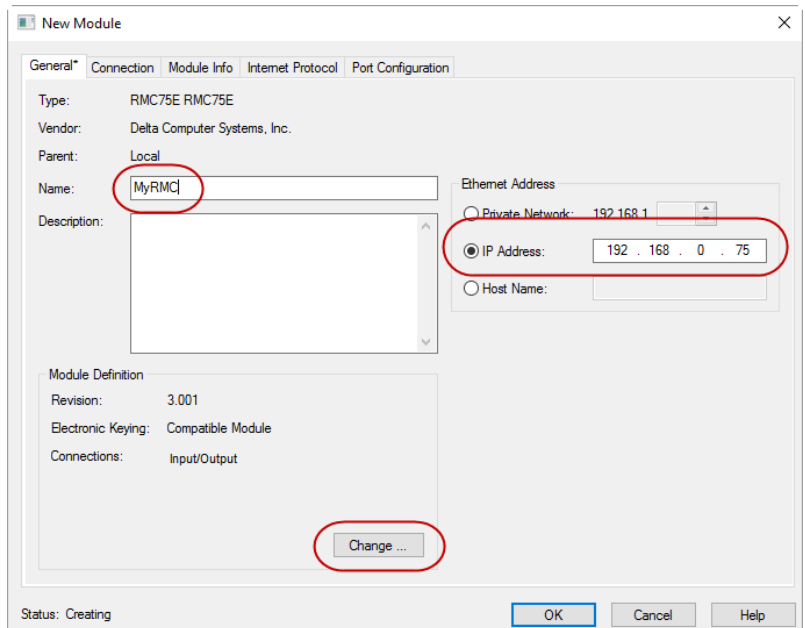 New Module
General* Connection Module Info Internet Protocol Port Configuration
Type: RMC75E RMC75E
Vendor: Delta Computer Systems, Inc.
Parent: Local
Name: MyRMC
Description:
Ethernet Address
Private Network: 192.168.1
IP Address: 192 . 168 . 0 . 75
Host Name:
Module Definition
Revision: 3.001
Electronic Keying: Compatible Module
Connections: Input/Output
Change ...
Status: Creating
OK Cancel Help